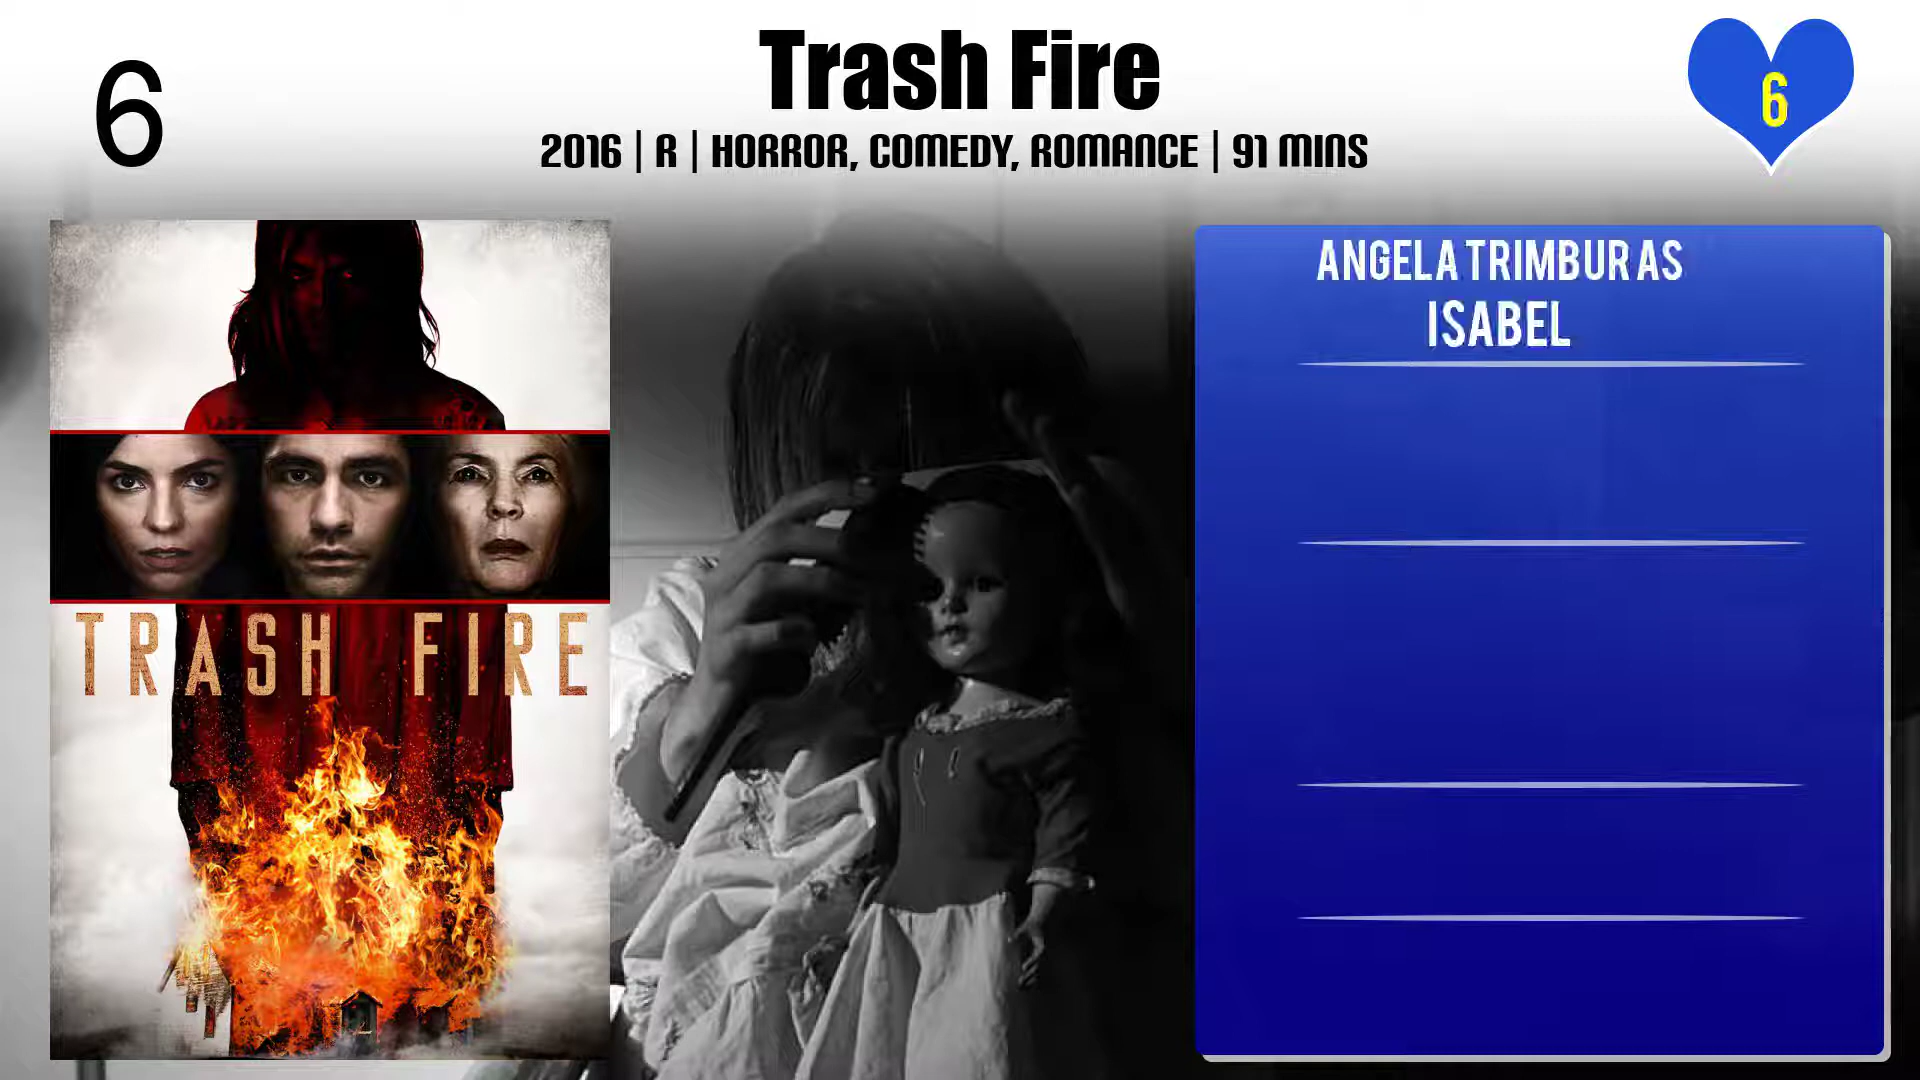 6
Trash Fire
6
2016 | R | HORROR, COMEDY, ROMANCE | 91 MINS
TRASH FIRE
ANGELA TRIMBUR AS
ISABEL